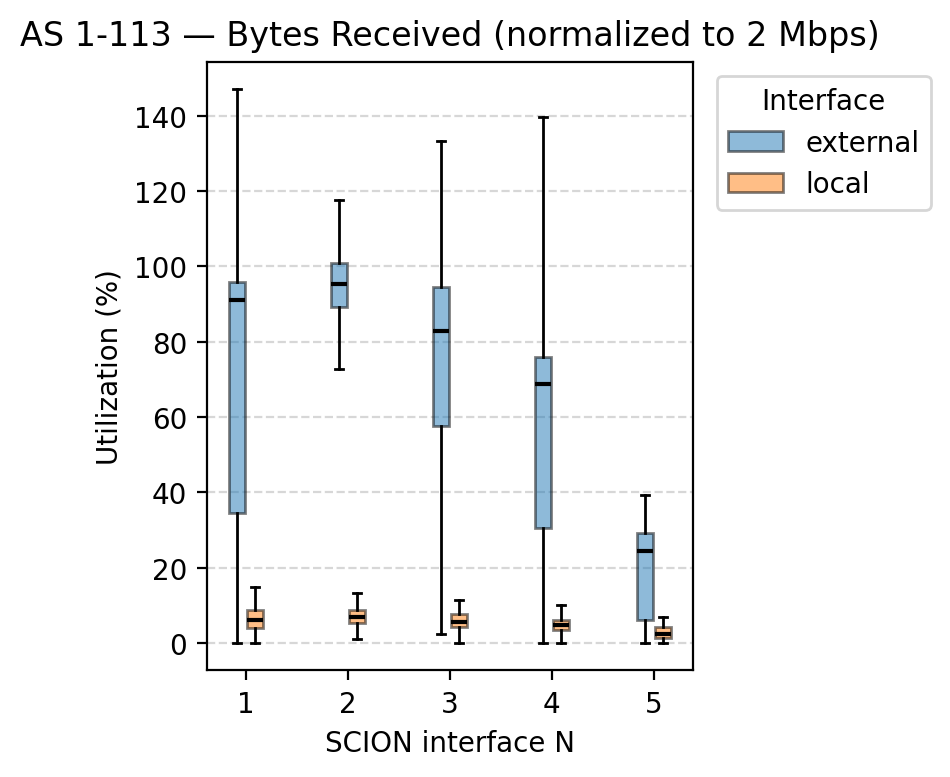 AS 1-113 — Bytes Received (normalized to 2 Mbps)
Interface
external
local
Utilization (%)
140
120
100
80
60
40
20
0
1 2 3 4 5
SCION interface N